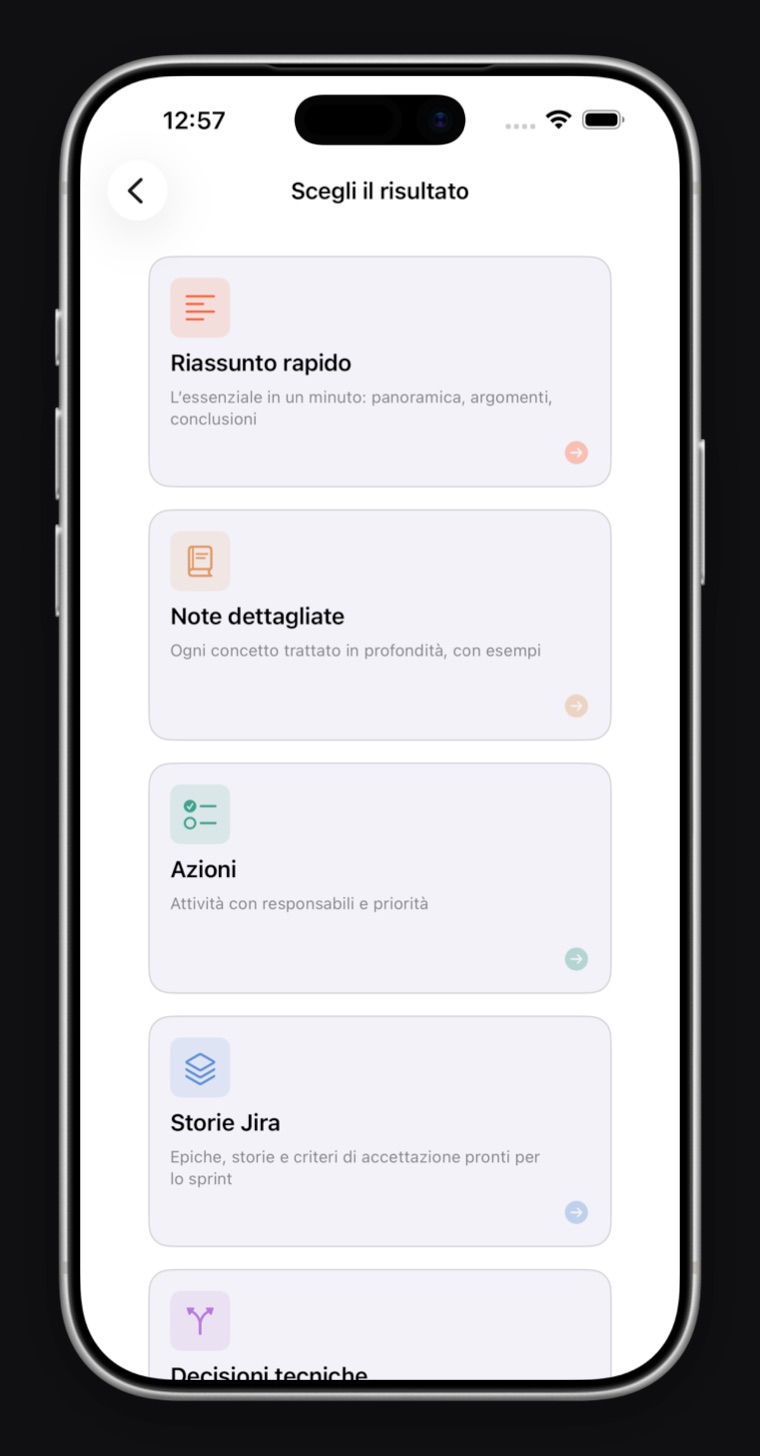 12:57
Scegli il risultato
Riassunto rapido
L'essenziale in un minuto: panoramica, argomenti,
conclusioni
Note dettagliate
Ogni concetto trattato in profondità, con esempi
Azioni
Attività con responsabili e priorità
Storie Jira
Epiche, storie e criteri di accettazione pronti per
lo sprint
Decisioni tecniche